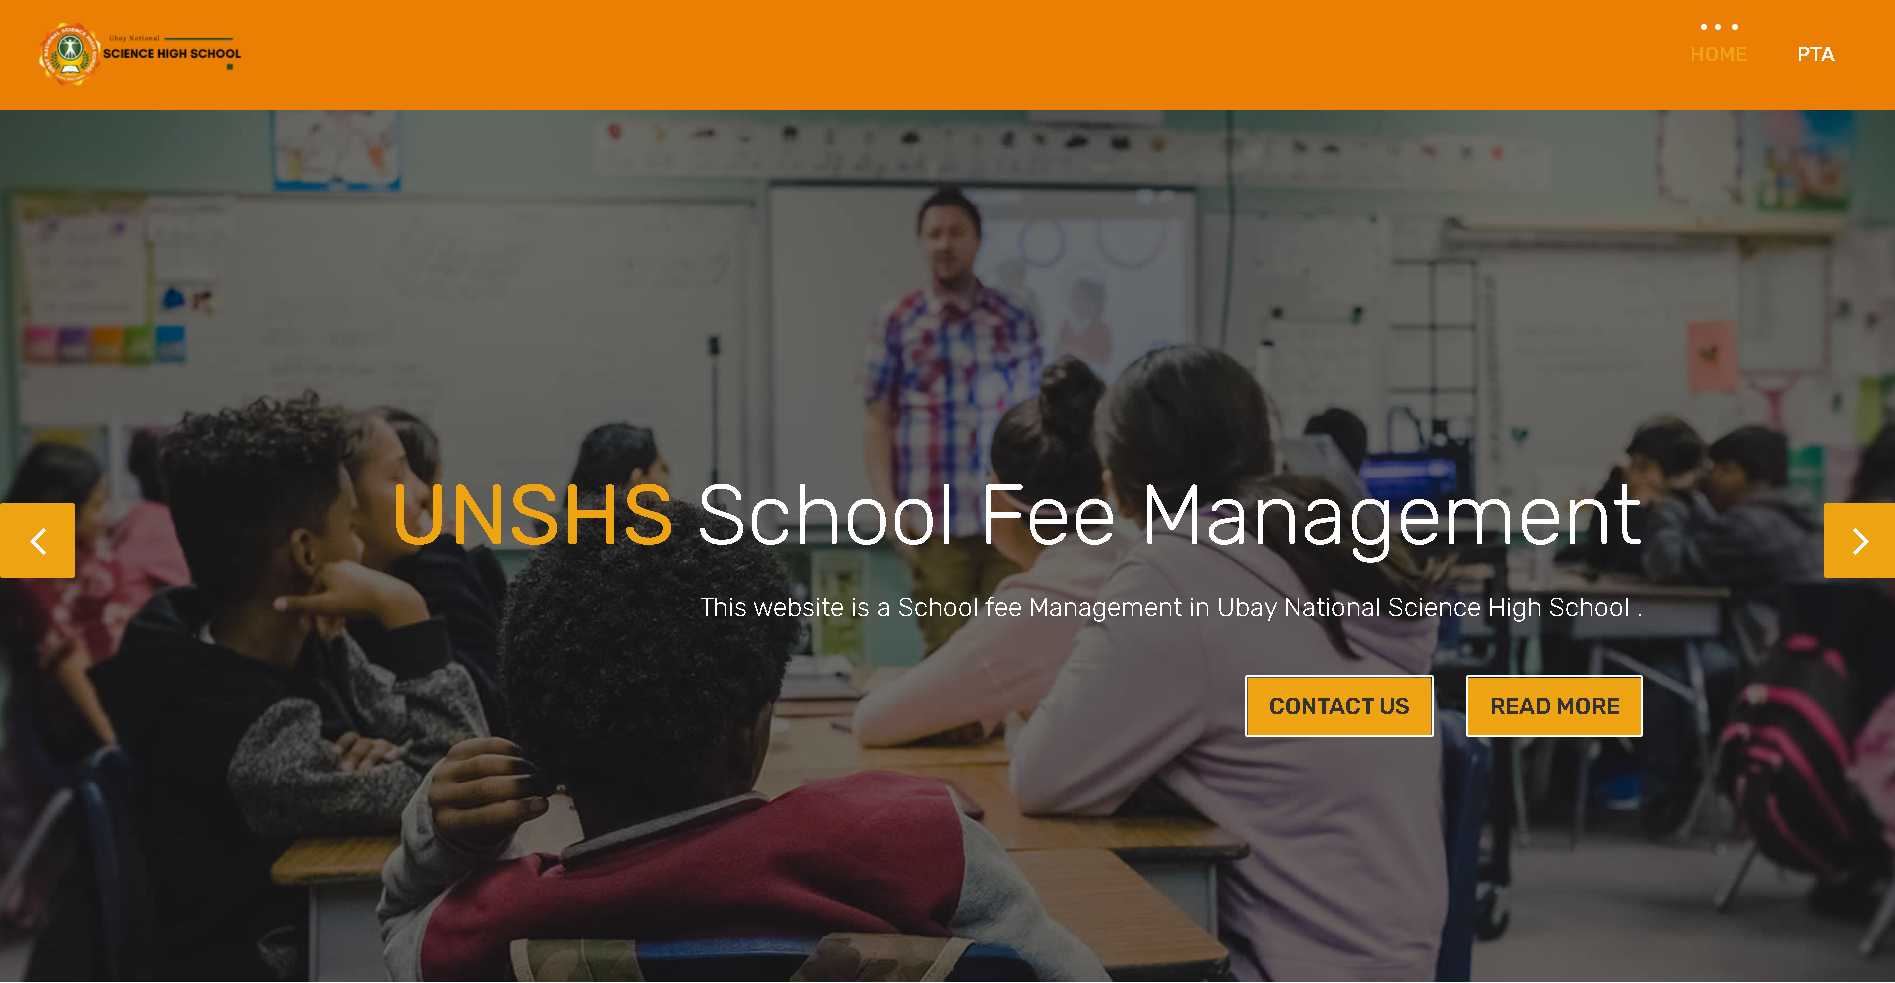 Ubay National
SCIENCE HIGH SCHOOL
HOME
PTA
UNSHS School Fee Management
This website is a School fee Management in Ubay National Science High School .
CONTACT US
READ MORE